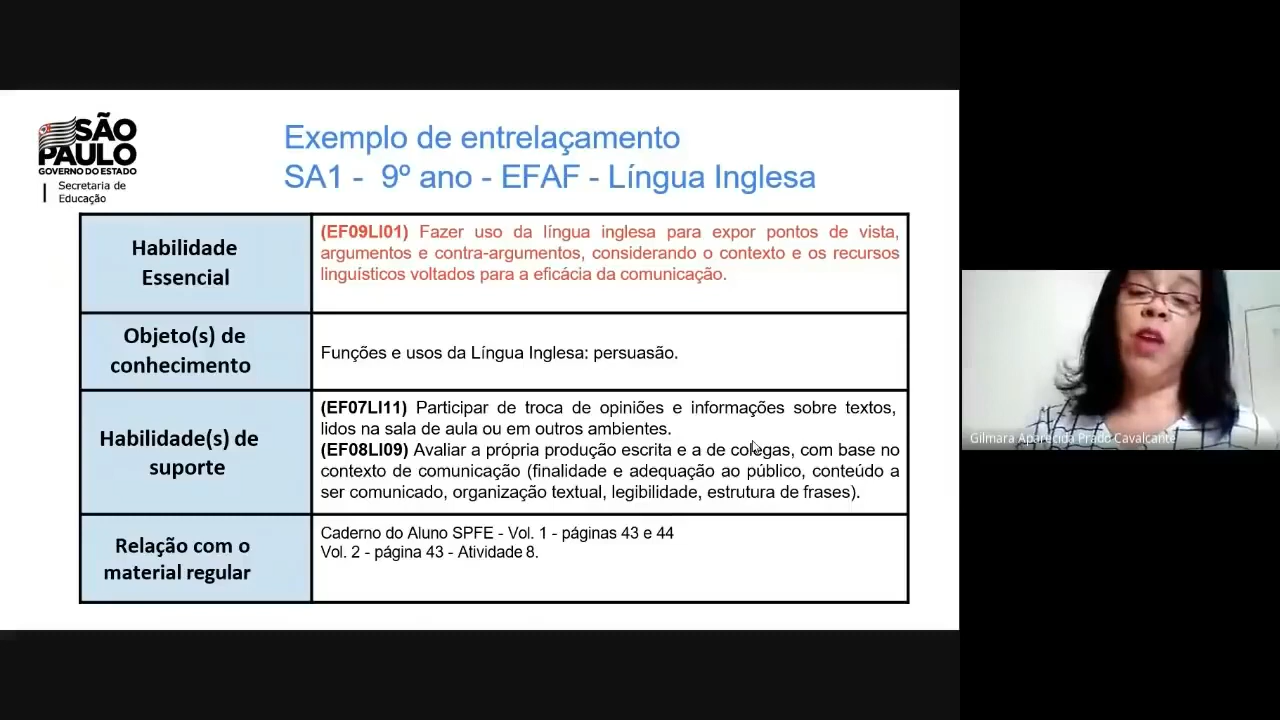 SÃO
PAULO
GOVERNO DO ESTADO
Secretaria de
Educação
Exemplo de entrelaçamento
SA1 - 9º ano - EFAF - Língua Inglesa
Habilidade
Essencial
(EF09LI01) Fazer uso da língua inglesa para expor pontos de vista,
argumentos e contra-argumentos, considerando o contexto e os recursos
linguísticos voltados para a eficácia da comunicação.
Objeto(s) de
conhecimento
Funções e usos da Língua Inglesa: persuasão.
Habilidade(s) de
suporte
(EF07LI11) Participar de troca de opiniões e informações sobre textos,
lidos na sala de aula ou em outros ambientes.
(EF08LI09) Avaliar a própria produção escrita e a de colegas, com base no
contexto de comunicação (finalidade e adequação ao público, conteúdo a
ser comunicado, organização textual, legibilidade, estrutura de frases).
Relação com o
material regular
Caderno do Aluno SPFE - Vol. 1 - páginas 43 e 44
Vol. 2 - página 43 - Atividade 8.
Gilmara Aparecida Prado Cavalcante